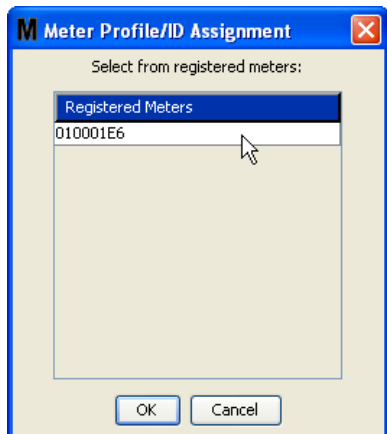 M Meter Profile/ID Assignment
Select from registered meters:
Registered Meters
010001E6
OK Cancel